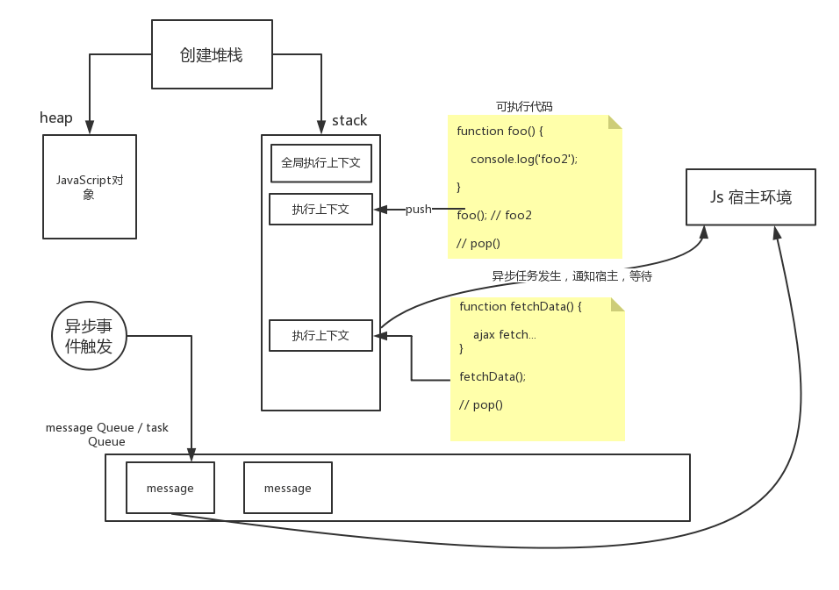 创建堆栈
heap
stack
JavaScript对
象
全局执行上下文
执行上下文
push
可执行代码
function foo() {
console.log('foo2');
}
foo(); // foo2
// pop()
Js 宿主环境
异步任务发生，通知宿主，等待
异步事
件触发
执行上下文
function fetchData() {
ajax fetch...
}
fetchData();
// pop()
message Queue / task
Queue
message
message